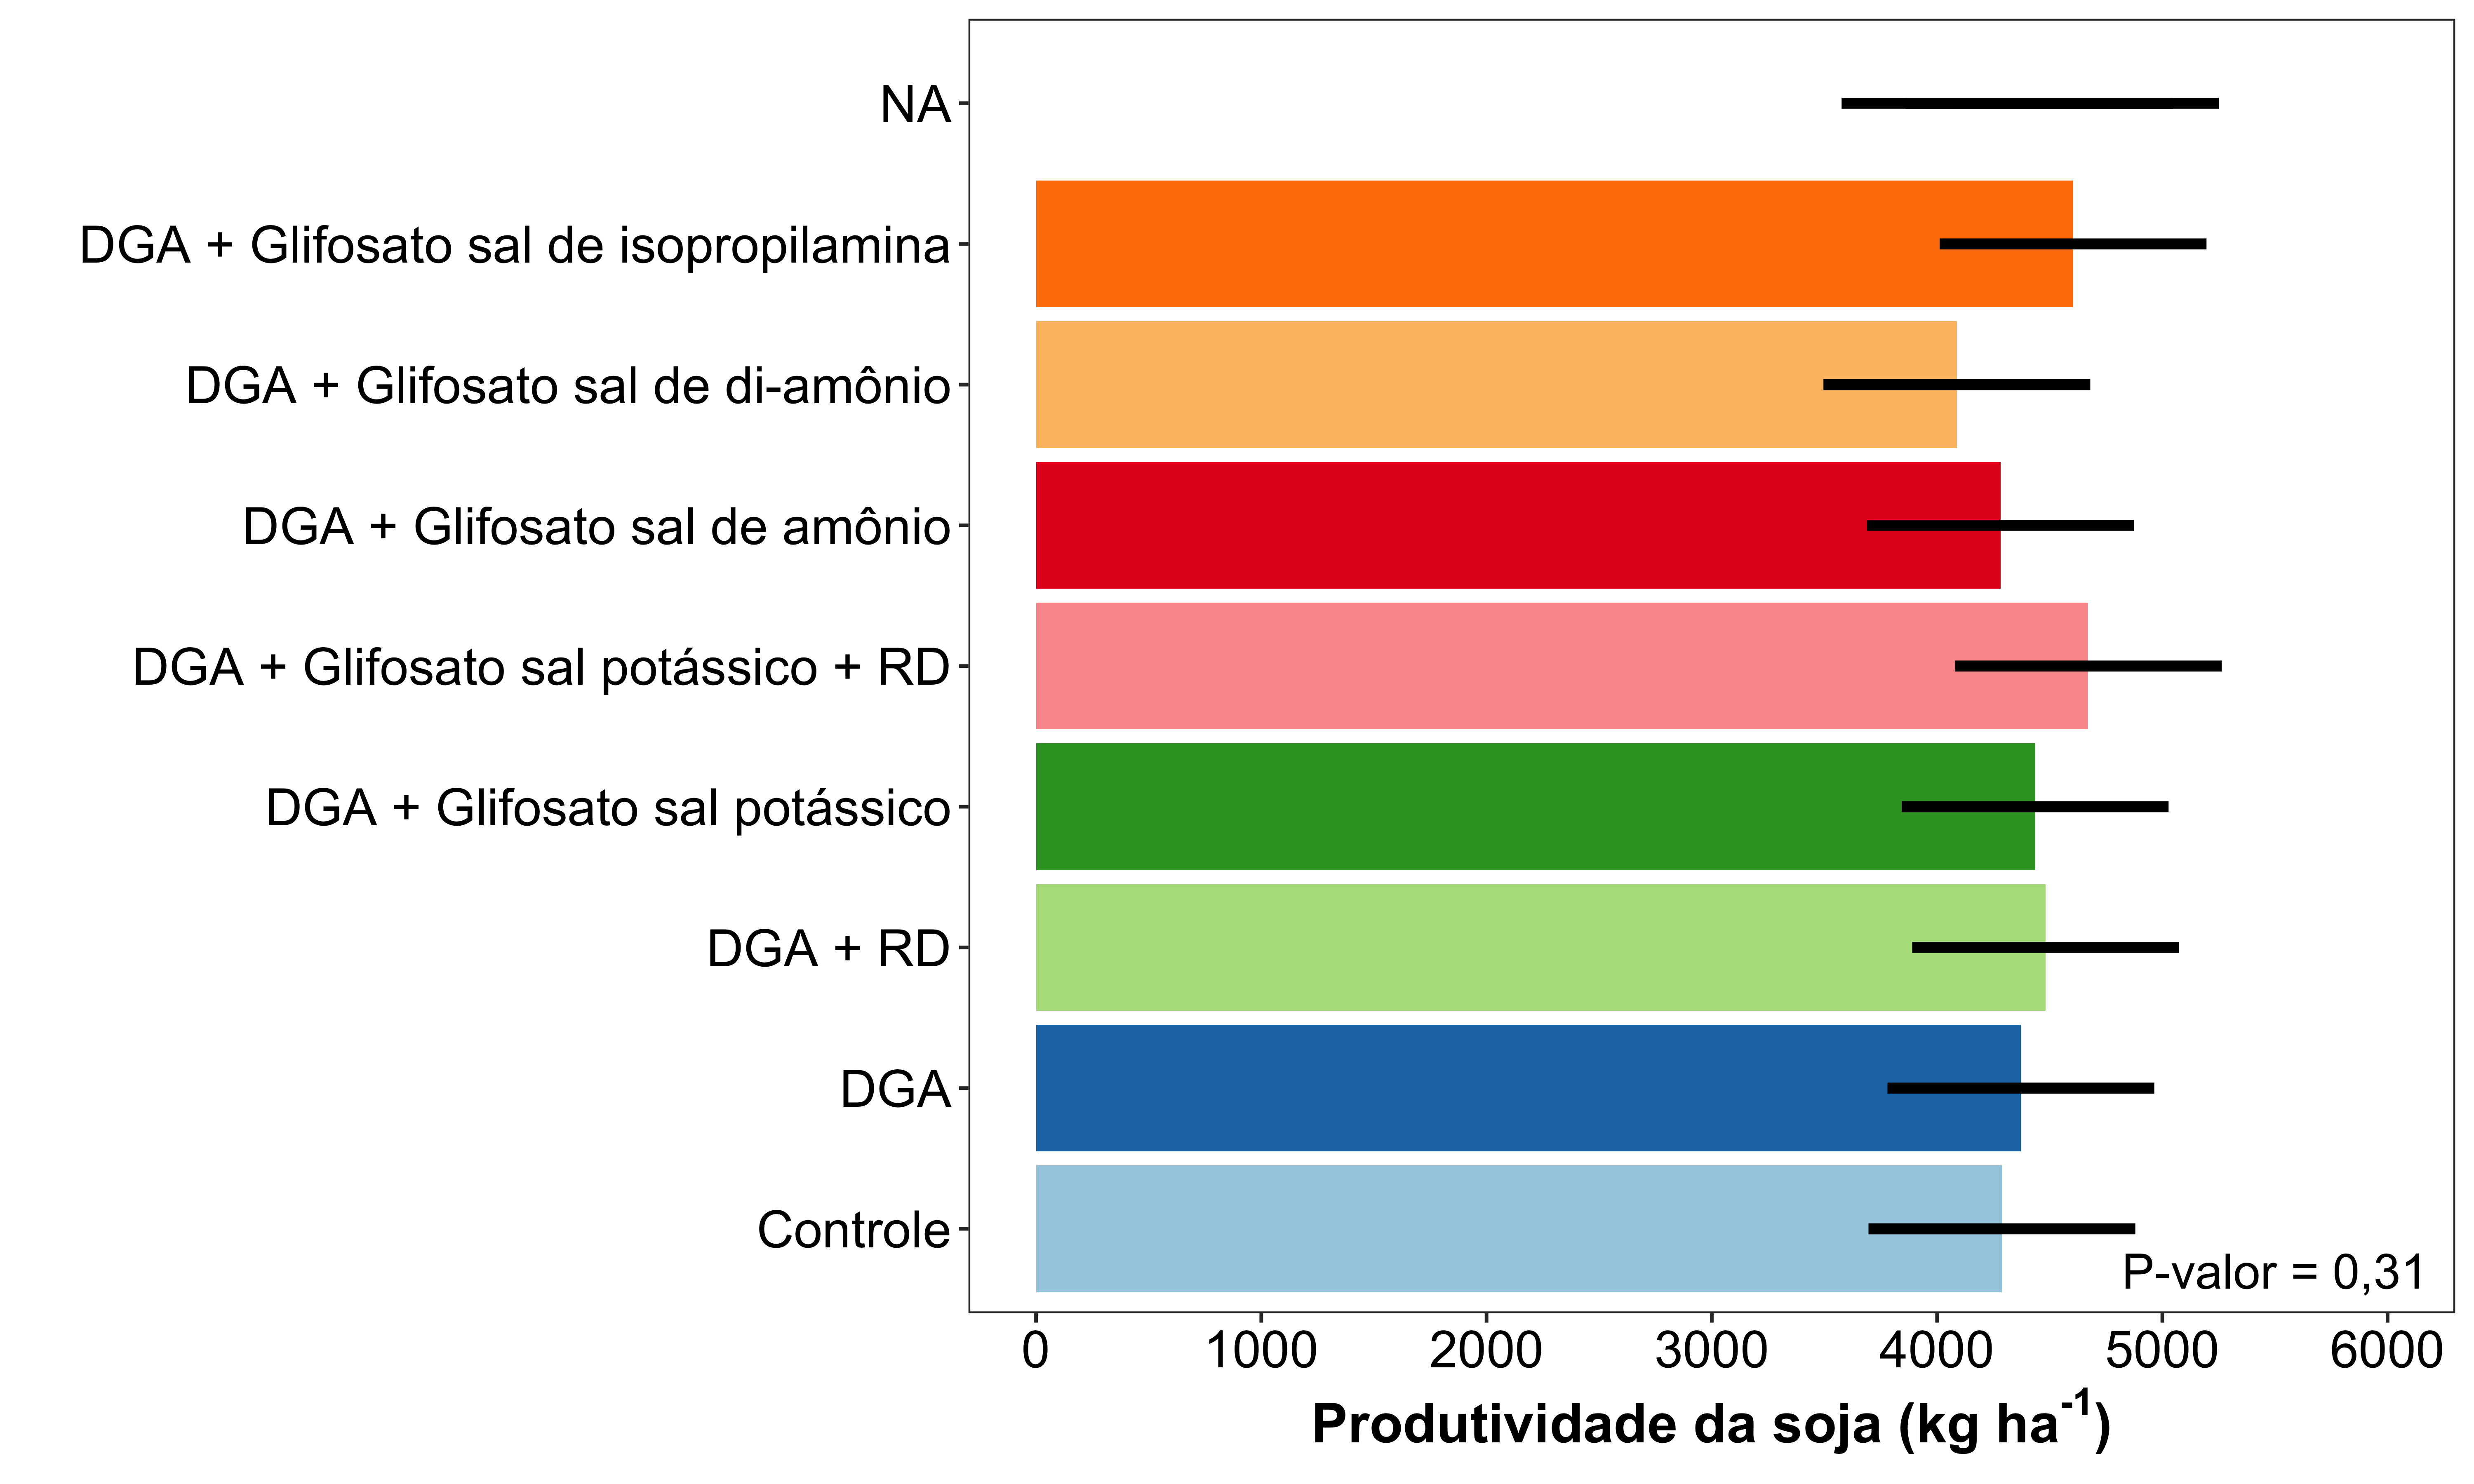 NA
DGA + Glifosato sal de isopropilamina
DGA + Glifosato sal de di-amônio
DGA + Glifosato sal de amônio
DGA + Glifosato sal potássico + RD
DGA + Glifosato sal potássico
DGA + RD
DGA
Controle
P-valor = 0,31
0 1000 2000 3000 4000 5000 6000
Produtividade da soja (kg ha⁻¹)